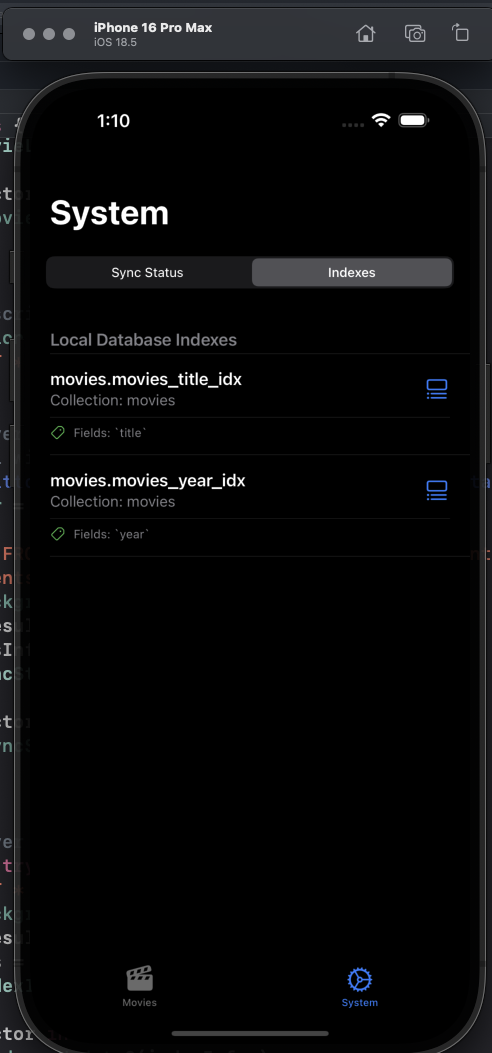 iPhone 16 Pro Max
iOS 18.5
1:10
System
Sync Status
Indexes
Local Database Indexes
movies.movies_title_idx
Collection: movies
Fields: `title`
movies.movies_year_idx
Collection: movies
Fields: `year`
Movies
System